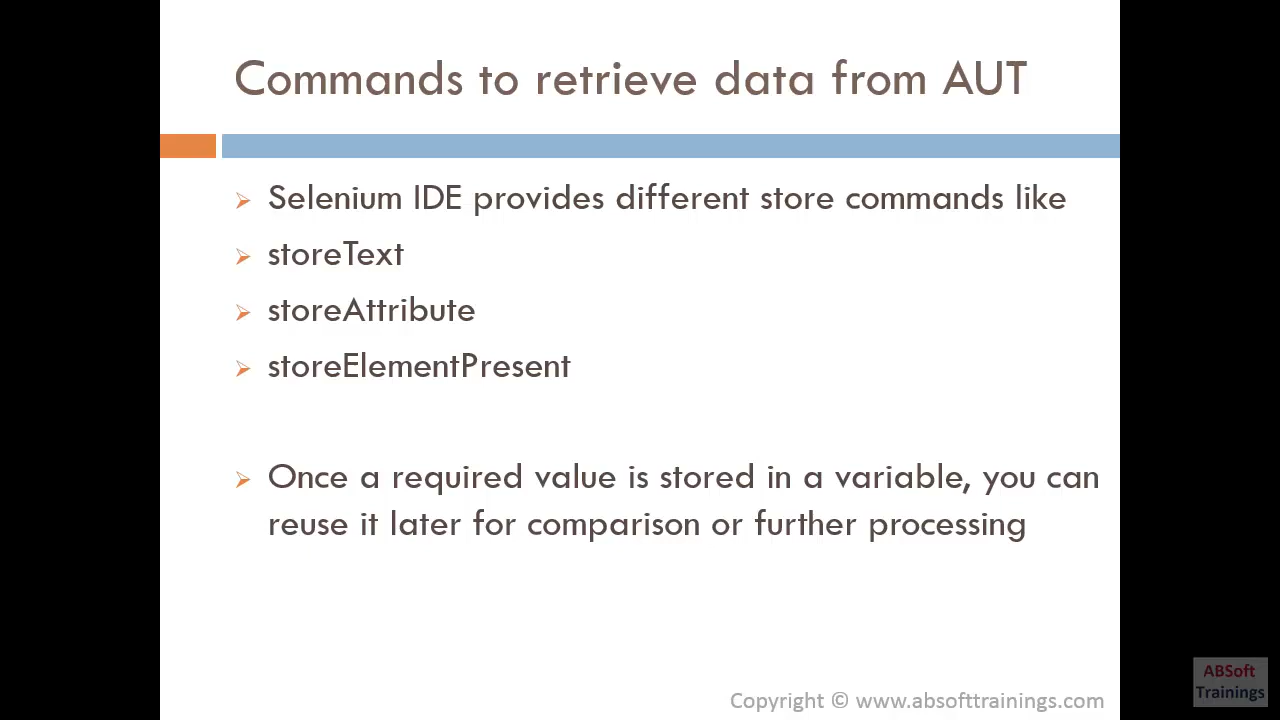 Commands to retrieve data from AUT
Selenium IDE provides different store commands like
storeText
storeAttribute
storeElementPresent
Once a required value is stored in a variable, you can
reuse it later for comparison or further processing
Copyright © www.absofttrainings.com
ABSoft
Trainings